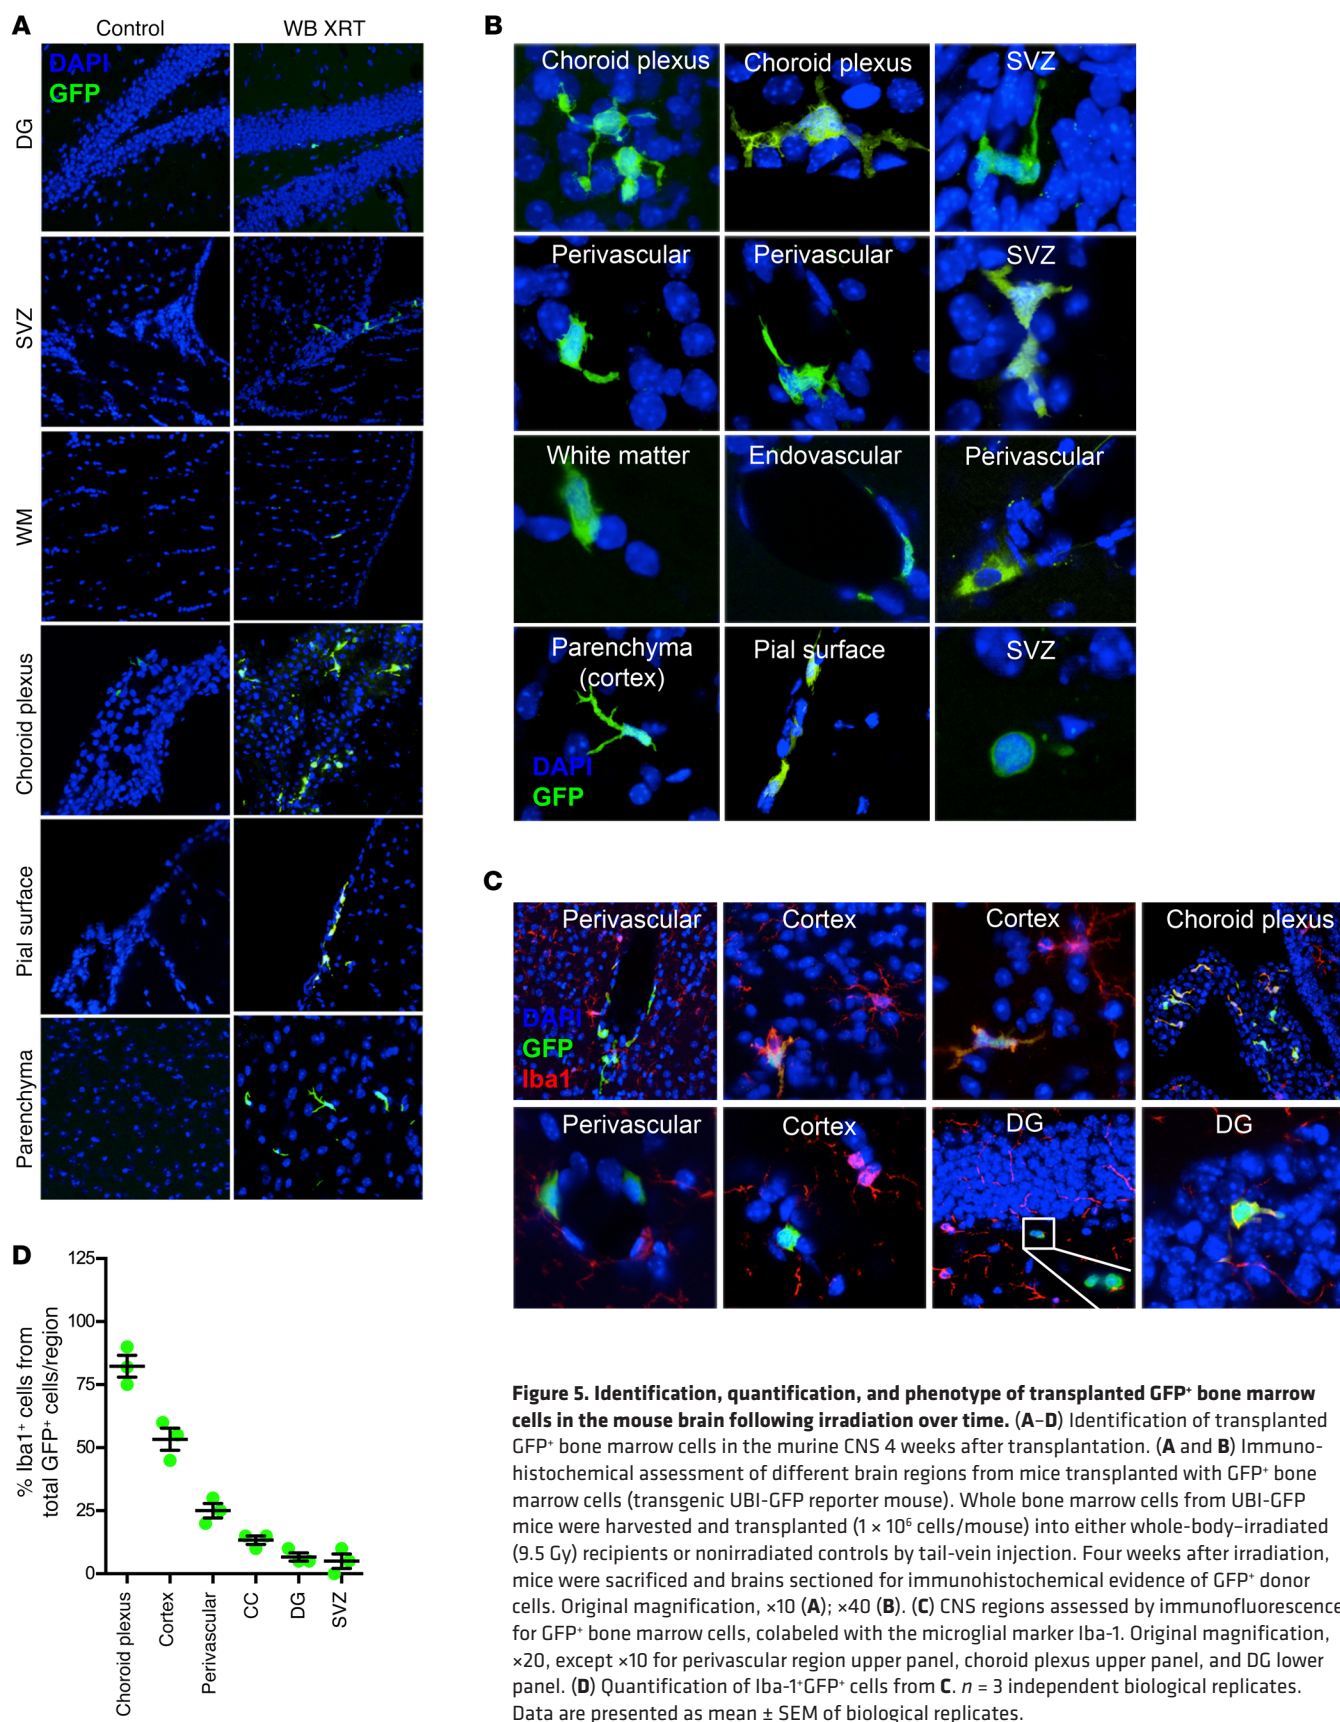 A
Control
WB XRT
DAPI
GFP
DG
SVZ
WM
Choroid plexus
Pial surface
Parenchyma
B
Choroid plexus
Choroid plexus
SVZ
Perivascular
Perivascular
SVZ
White matter
Endovascular
Perivascular
Parenchyma
(cortex)
Pial surface
SVZ
DAPI
GFP
C
Perivascular
Cortex
Cortex
Choroid plexus
DAPI
GFP
Iba1
Perivascular
Cortex
DG
DG
D
% Iba1⁺ cells from
total GFP⁺ cells/region
125
100
75
50
25
0
Choroid plexus
Cortex
Perivascular
CC
DG
SVZ
Figure 5. Identification, quantification, and phenotype of transplanted GFP⁺ bone marrow
cells in the mouse brain following irradiation over time. (A–D) Identification of transplanted
GFP⁺ bone marrow cells in the murine CNS 4 weeks after transplantation. (A and B) Immuno-
histochemical assessment of different brain regions from mice transplanted with GFP⁺ bone
marrow cells (transgenic UBI-GFP reporter mouse). Whole bone marrow cells from UBI-GFP
mice were harvested and transplanted (1 × 10⁶ cells/mouse) into either whole-body–irradiated
(9.5 Gy) recipients or nonirradiated controls by tail-vein injection. Four weeks after irradiation,
mice were sacrificed and brains sectioned for immunohistochemical evidence of GFP⁺ donor
cells. Original magnification, ×10 (A); ×40 (B). (C) CNS regions assessed by immunofluorescence
for GFP⁺ bone marrow cells, colabeled with the microglial marker Iba-1. Original magnification,
×20, except ×10 for perivascular region upper panel, choroid plexus upper panel, and DG lower
panel. (D) Quantification of Iba-1⁺GFP⁺ cells from C. n = 3 independent biological replicates.
Data are presented as mean ± SEM of biological replicates.